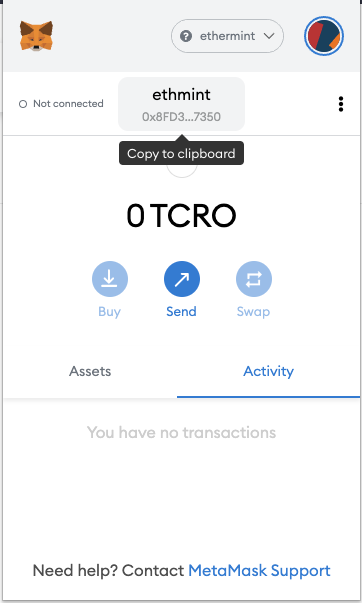 ethermint
Not connected
ethmint
0x8FD3...7350
Copy to clipboard
0 TCRO
Buy
Send
Swap
Assets
Activity
You have no transactions
Need help? Contact MetaMask Support